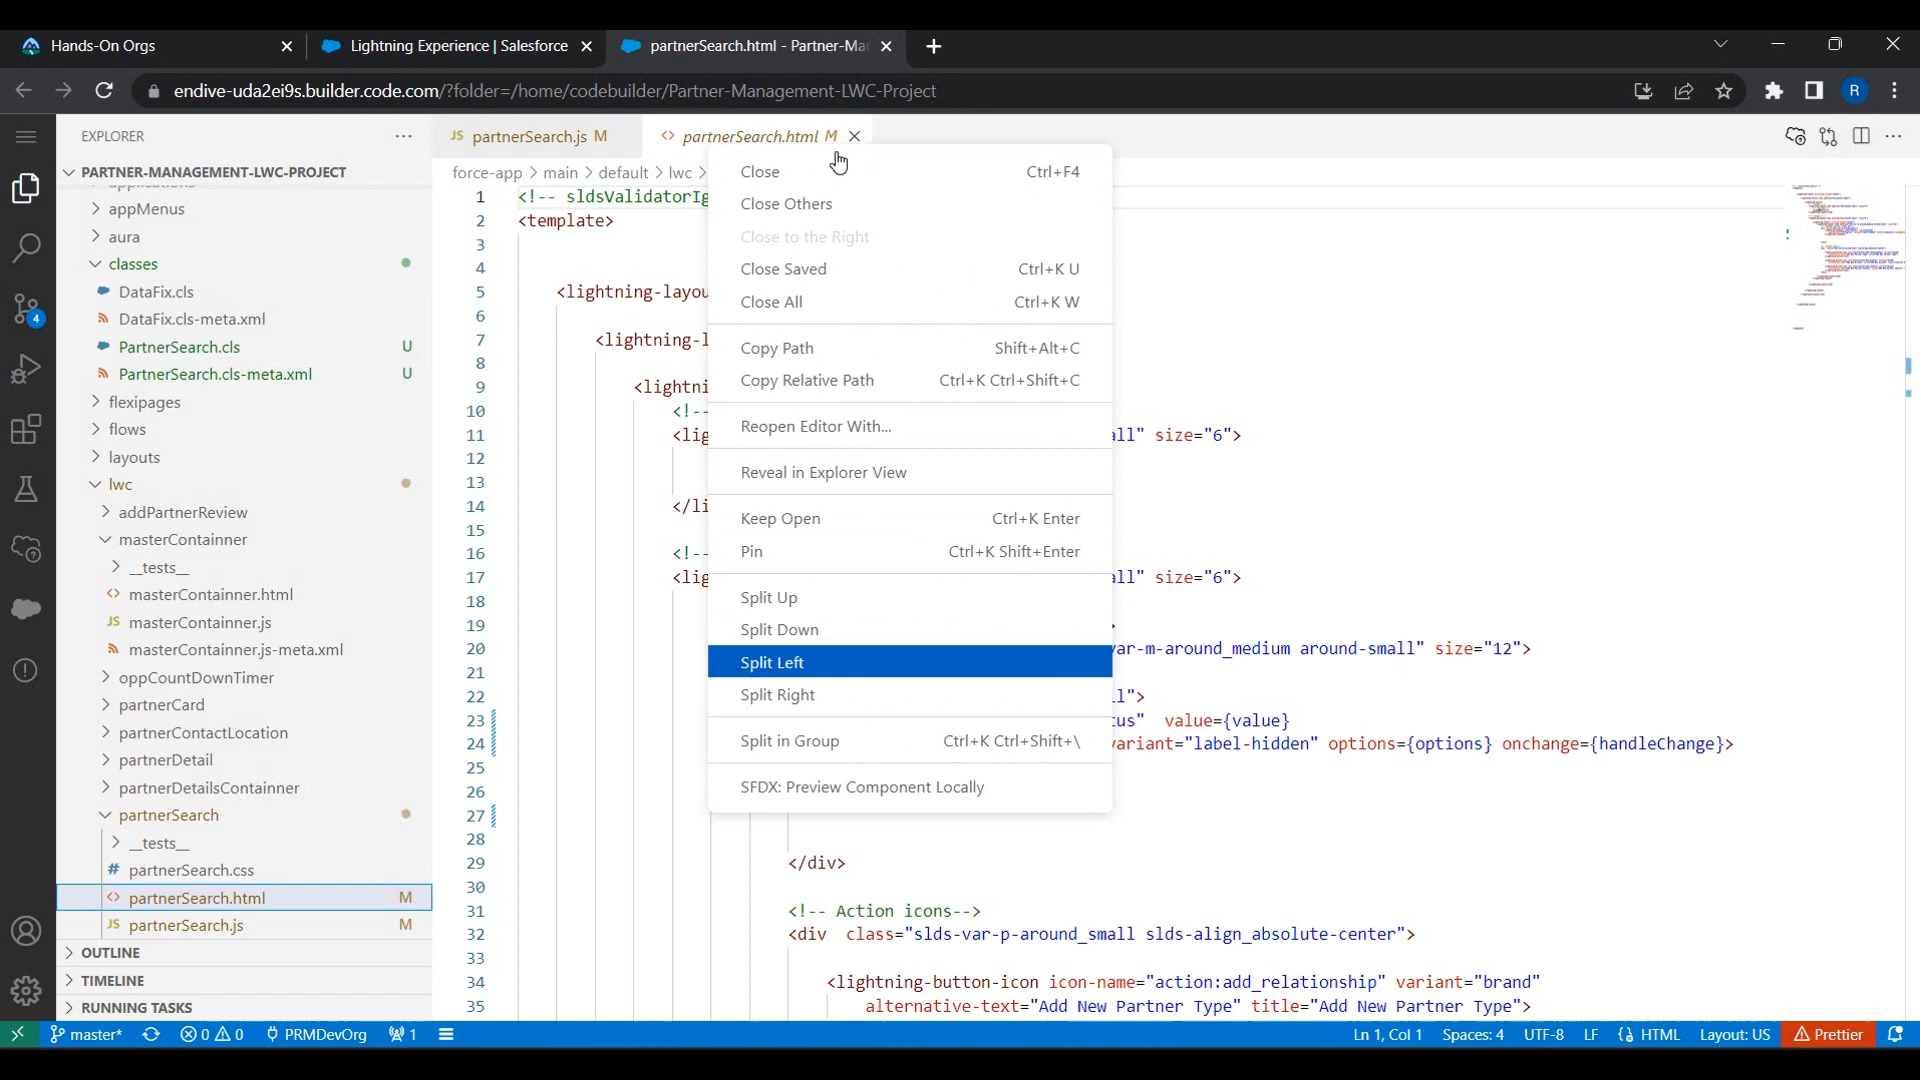 Hands-On Orgs
Lightning Experience | Salesforce
partnerSearch.html - Partner-Ma
endive-uda2ei9s.builder.code.com/?folder=/home/codebuilder/Partner-Management-LWC-Project
R
EXPLORER
JS partnerSearch.js M
<> partnerSearch.html M
PARTNER-MANAGEMENT-LWC-PROJECT
force-app > main > default > lwc >
applications
appMenus
aura
classes
DataFix.cls
DataFix.cls-meta.xml
PartnerSearch.cls U
PartnerSearch.cls-meta.xml U
flexipages
flows
layouts
lwc
addPartnerReview
masterContainner
__tests__
<> masterContainner.html
JS masterContainner.js
masterContainner.js-meta.xml
oppCountDownTimer
partnerCard
partnerContactLocation
partnerDetail
partnerDetailsContainner
partnerSearch
__tests__
# partnerSearch.css
<> partnerSearch.html M
JS partnerSearch.js M
OUTLINE
TIMELINE
RUNNING TASKS
4
1 <!-- sldsValidatorIg
2 <template>
3
4
5 <lightning-layou
6
7 <lightning-l
8
9 <lightni
10 <!--
11 <lig all" size="6">
12
13
14 </li
15
16 <!--
17 <lig all" size="6">
18
19 >
20 var-m-around_medium around-small" size="12">
21
22 ll">
23 tus" value={value}
24 variant="label-hidden" options={options} onchange={handleChange}>
25
26
27
28
29 </div>
30
31 <!-- Action icons-->
32 <div class="slds-var-p-around_small slds-align_absolute-center">
33
34 <lightning-button-icon icon-name="action:add_relationship" variant="brand"
35 alternative-text="Add New Partner Type" title="Add New Partner Type">
Close Ctrl+F4
Close Others
Close to the Right
Close Saved Ctrl+K U
Close All Ctrl+K W
Copy Path Shift+Alt+C
Copy Relative Path Ctrl+K Ctrl+Shift+C
Reopen Editor With...
Reveal in Explorer View
Keep Open Ctrl+K Enter
Pin Ctrl+K Shift+Enter
Split Up
Split Down
Split Left
Split Right
Split in Group Ctrl+K Ctrl+Shift+\
SFDX: Preview Component Locally
master* 0 0 PRMDevOrg 1 Ln 1, Col 1 Spaces: 4 UTF-8 LF {} HTML Layout: US Prettier